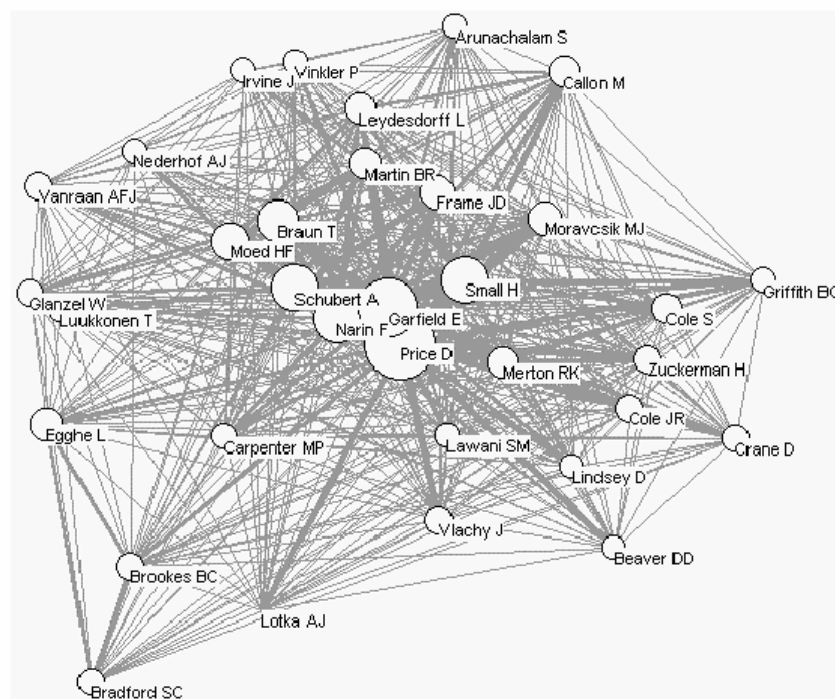 Arunachalam S
Vinkler P
Irvine J
Callon M
Leydesdorff L
Nederhof AJ
Martin BR
Vanraan AFJ
Frame JD
Braun T
Moravcsik MJ
Moed HF
Small H
Griffith BC
Glanzel W
Schubert A
Luukkonen T
Garfield E
Cole S
Narin F
Price D
Merton RK
Zuckerman H
Cole JR
Egghe L
Carpenter MP
Lawani SM
Crane D
Lindsey D
Vlachy J
Beaver DD
Brookes BC
Lotka AJ
Bradford SC